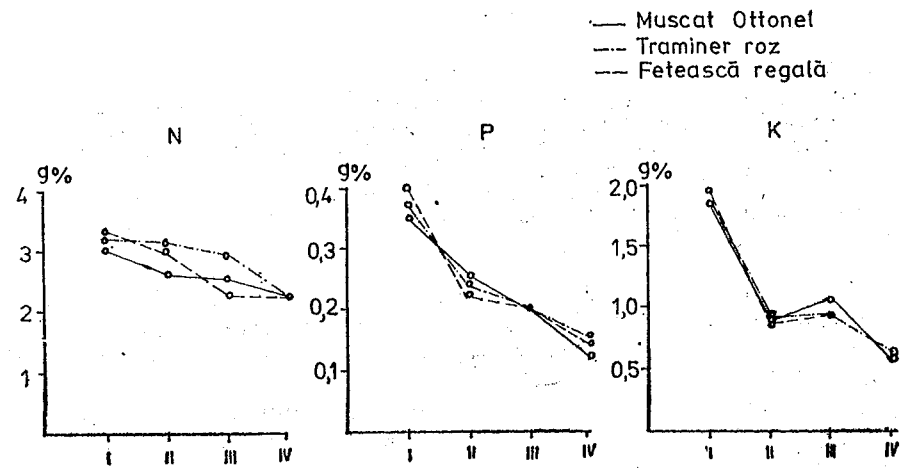 Muscat Ottonel
Traminer roz
Fetească regală
N
P
K
g%
4
3
2
1
I
II
III
IV
g%
0,4
0,3
0,2
0,1
I
II
III
IV
g%
2,0
1,5
1,0
0,5
I
II
III
IV